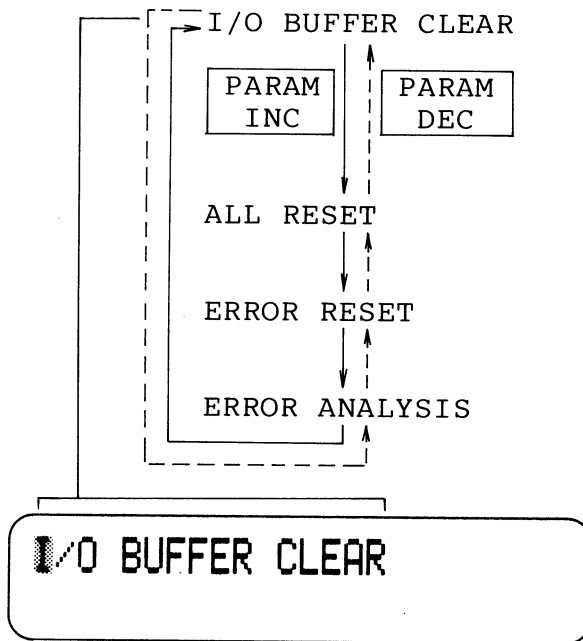 I/O BUFFER CLEAR
PARAM
INC
PARAM
DEC
ALL RESET
ERROR RESET
ERROR ANALYSIS
I/O BUFFER CLEAR